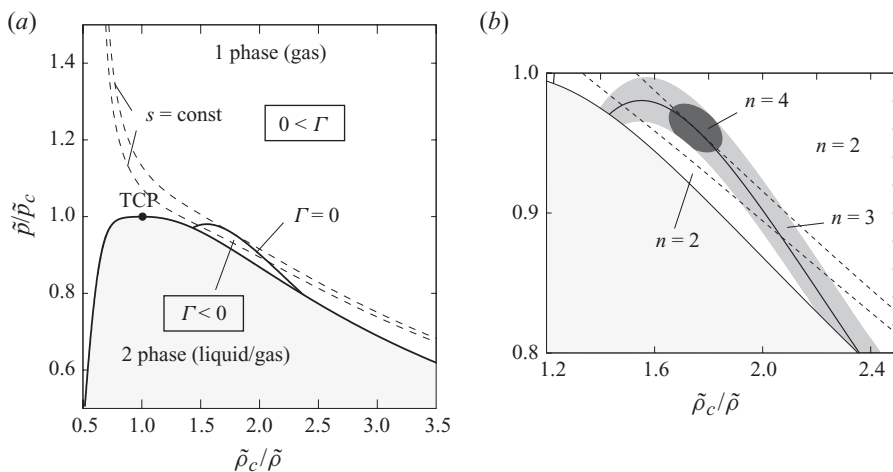 (a)
1.4
1.2
1.0
0.8
0.6
p̃/p̃c
1 phase (gas)
s = const
0 < Γ
TCP
Γ = 0
Γ < 0
2 phase (liquid/gas)
0.5 1.0 1.5 2.0 2.5 3.0 3.5
ρ̃c/ρ̃
(b)
1.0
0.9
0.8
n = 4
n = 2
n = 3
n = 2
1.2 1.6 2.0 2.4
ρ̃c/ρ̃